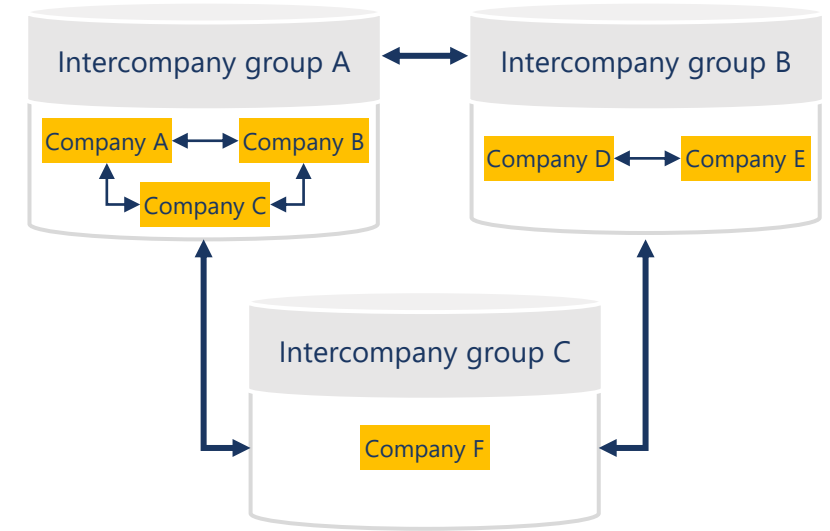 Intercompany group A
Intercompany group B
Company A
Company B
Company C
Company D
Company E
Intercompany group C
Company F